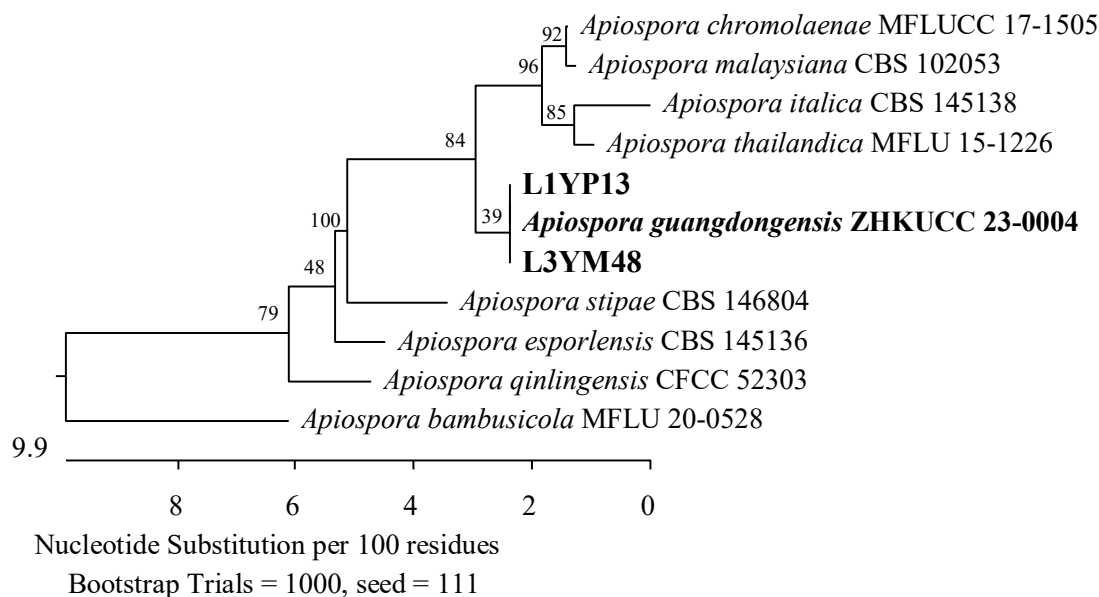 Apiospora chromolaenae MFLUCC 17-1505
92
Apiospora malaysiana CBS 102053
96
Apiospora italica CBS 145138
85
Apiospora thailandica MFLU 15-1226
84
L1YP13
39
Apiospora guangdongensis ZHKUCC 23-0004
100
L3YM48
48
Apiospora stipae CBS 146804
79
Apiospora esporlensis CBS 145136
Apiospora qinlingensis CFCC 52303
Apiospora bambusicola MFLU 20-0528
9.9
8 6 4 2 0
Nucleotide Substitution per 100 residues
Bootstrap Trials = 1000, seed = 111